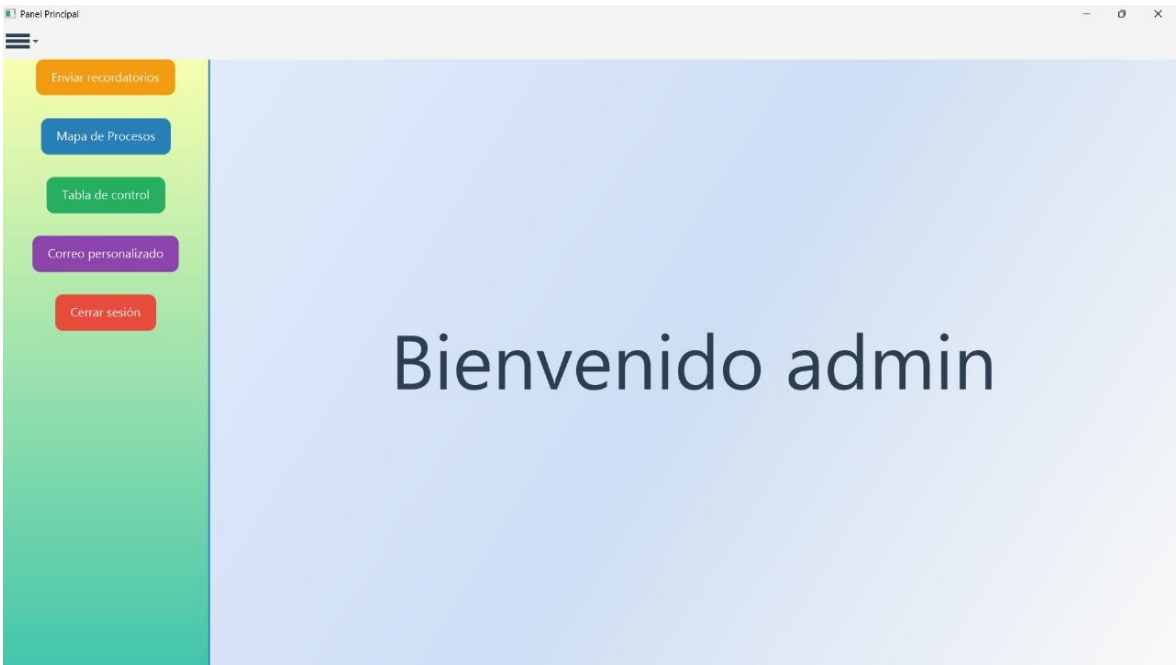 Panel Principal
Enviar recordatorios
Mapa de Procesos
Tabla de control
Correo personalizado
Cerrar sesión
Bienvenido admin